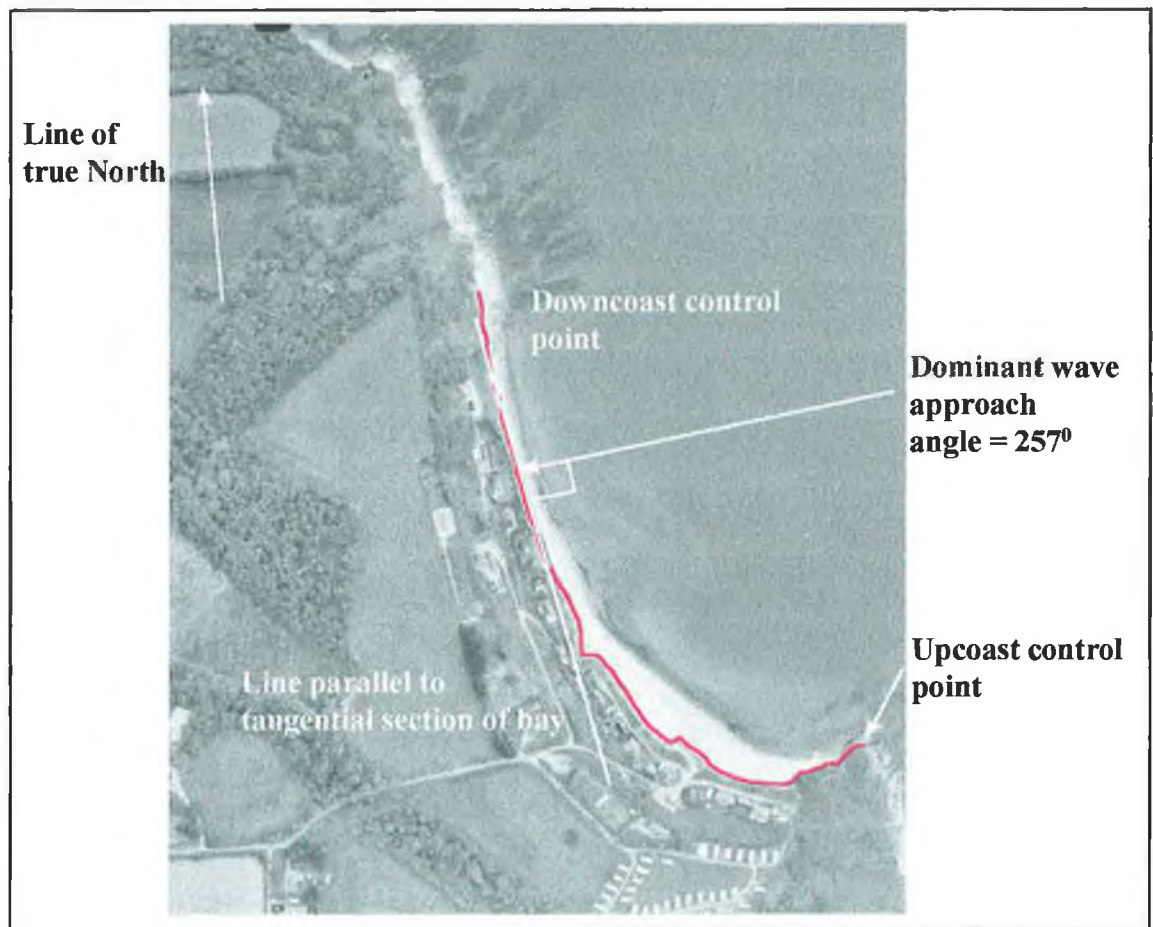 Line of
true North
Downcoast control
point
Dominant wave
approach
angle = 257⁰
Upcoast control
point
Line parallel to
tangential section of bay